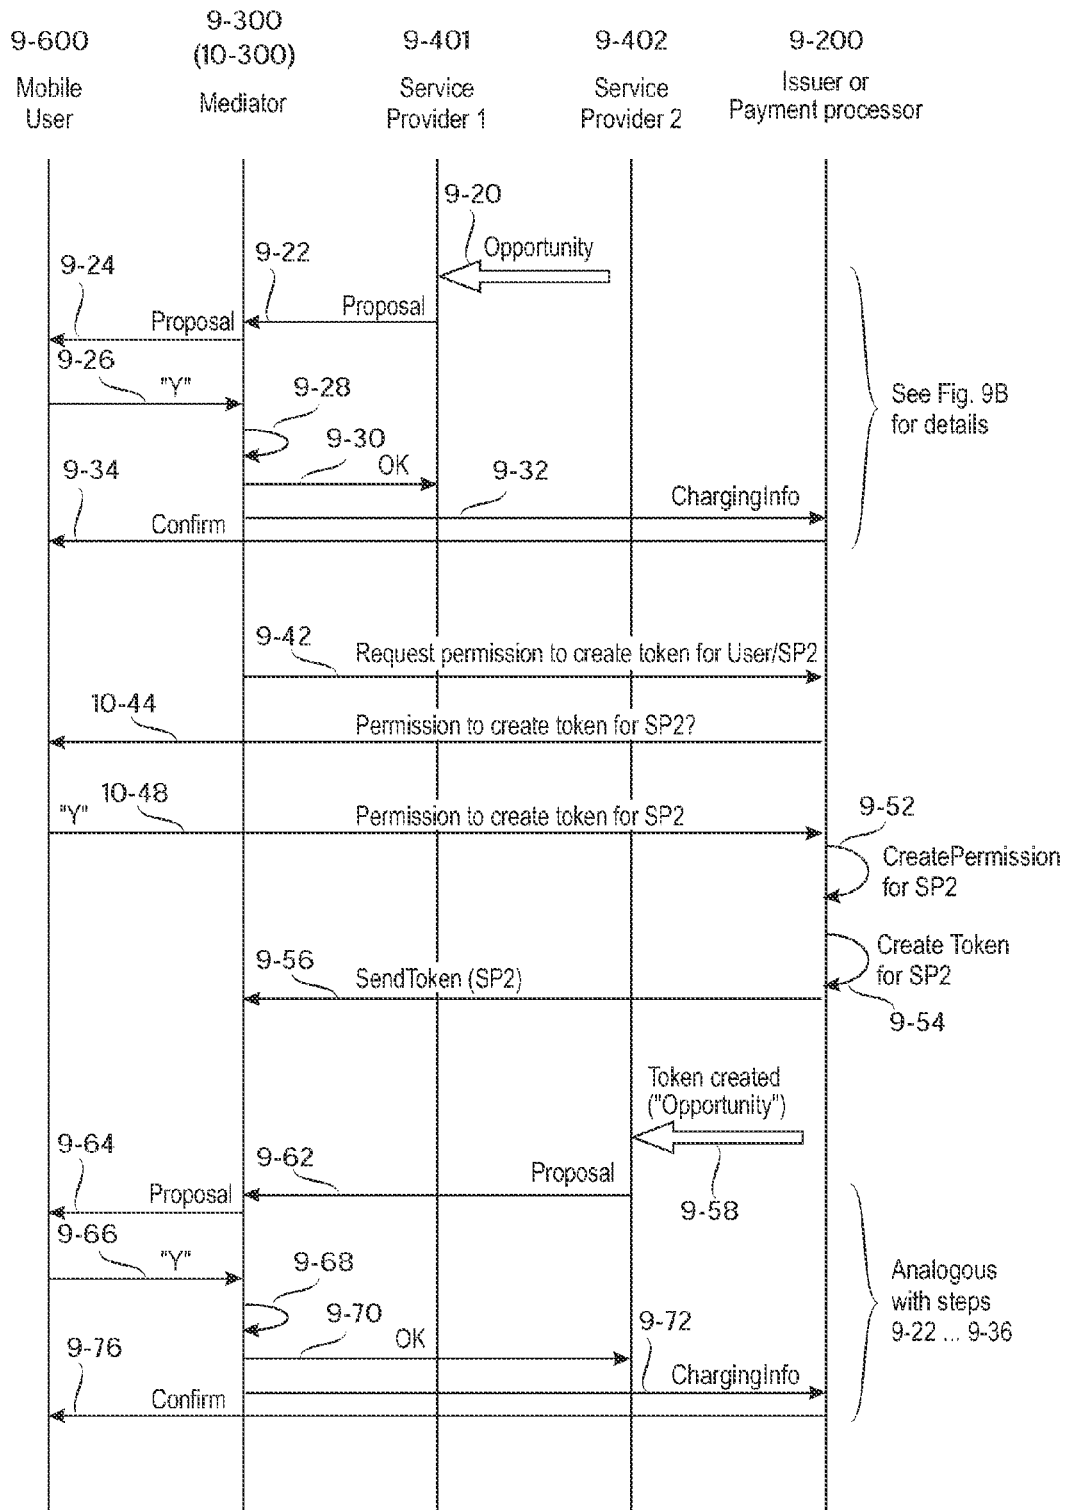 9-600
9-300
(10-300)
9-401
9-402
9-200
Mobile
User
Mediator
Service
Provider 1
Service
Provider 2
Issuer or
Payment processor
9-20
Opportunity
9-22
9-24
Proposal
Proposal
9-26
"Y"
9-28
See Fig. 9B
for details
9-30
OK
9-34
9-32
ChargingInfo
Confirm
9-42
Request permission to create token for User/SP2
10-44
Permission to create token for SP2?
10-48
"Y"
Permission to create token for SP2
9-52
CreatePermission
for SP2
Create Token
for SP2
9-56
SendToken (SP2)
9-54
Token created
("Opportunity")
9-64
9-62
Proposal
Proposal
9-58
9-66
"Y"
9-68
Analogous
with steps
9-22 ... 9-36
9-70
OK
9-72
9-76
ChargingInfo
Confirm